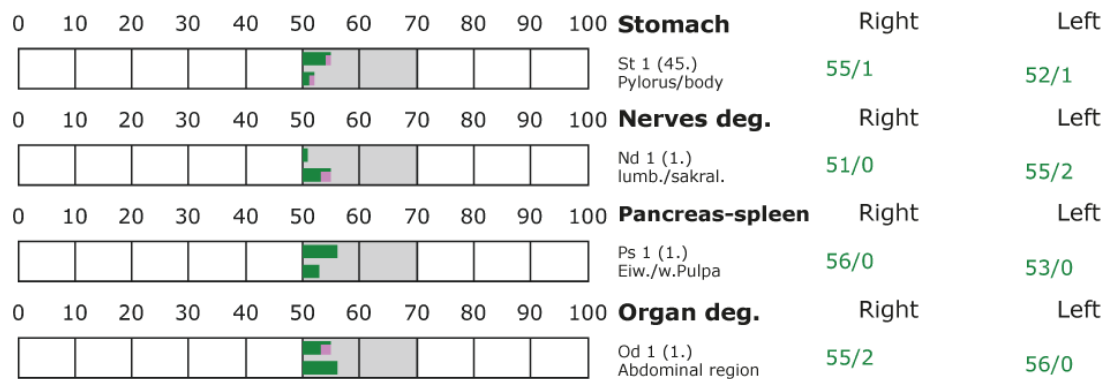 0 10 20 30 40 50 60 70 80 90 100 Stomach Right Left
St 1 (45.) 55/1 52/1
Pylorus/body
0 10 20 30 40 50 60 70 80 90 100 Nerves deg. Right Left
Nd 1 (1.) 51/0 55/2
lumb./sakral.
0 10 20 30 40 50 60 70 80 90 100 Pancreas-spleen Right Left
Ps 1 (1.) 56/0 53/0
Eiw./w.Pulpa
0 10 20 30 40 50 60 70 80 90 100 Organ deg. Right Left
Od 1 (1.) 55/2 56/0
Abdominal region